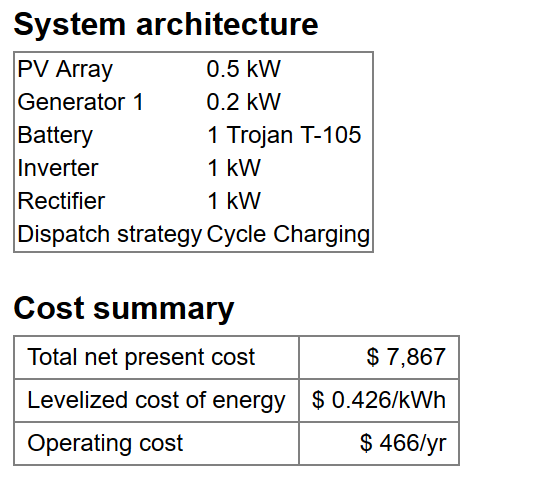 System architecture
PV Array 0.5 kW
Generator 1 0.2 kW
Battery 1 Trojan T-105
Inverter 1 kW
Rectifier 1 kW
Dispatch strategy Cycle Charging
Cost summary
Total net present cost $ 7,867
Levelized cost of energy $ 0.426/kWh
Operating cost $ 466/yr